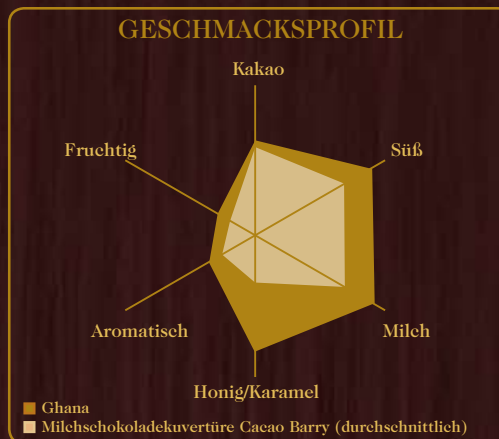 GESCHMACKSPROFIL
Kakao
Fruchtig
Süß
Aromatisch
Milch
Honig/Karamel
Ghana
Milchschokoladekuvertüre Cacao Barry (durchschnittlich)